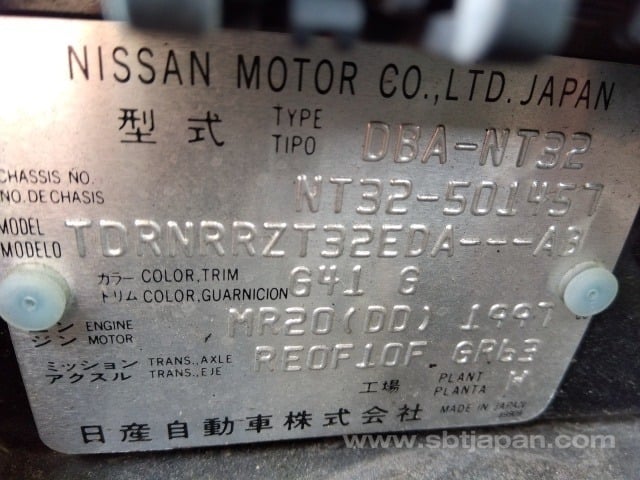 NISSAN MOTOR CO.,LTD. JAPAN
型式 TYPE TIPO DBA-NT32
CHASSIS NO. NO. DE CHASIS NT32-501457
MODEL MODELO TDRNRRZT32EDA---A3
カラー トリム COLOR,TRIM COLOR,GUARNICION G41 G
ジン ENGINE MOTOR MR20(DD) 1997
ミッション アクスル TRANS., AXLE TRANS., EJE RE0F10F GR63
工場 PLANT PLANTA
日産自動車株式会社 MADE IN JAPAN
www.sbtjapan.com